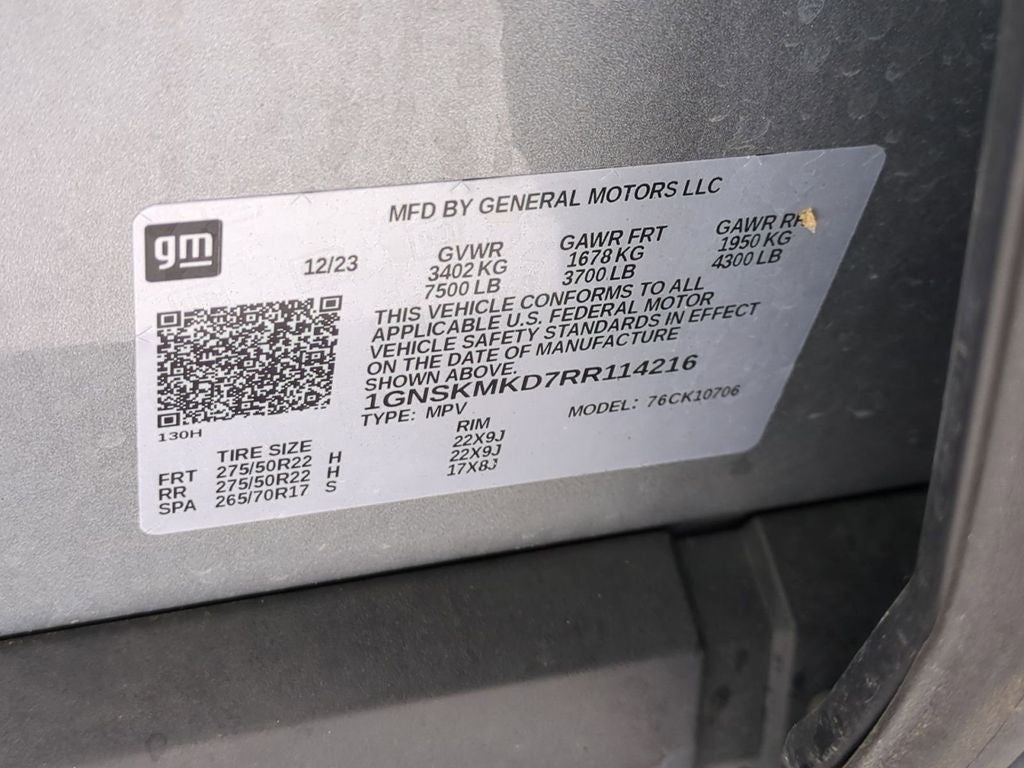 MFD BY GENERAL MOTORS LLC
gm
12/23
GVWR
3402 KG
7500 LB
GAWR FRT
1678 KG
3700 LB
GAWR
1950 KG
4300 LB
THIS VEHICLE CONFORMS TO ALL
APPLICABLE U.S. FEDERAL MOTOR
VEHICLE SAFETY STANDARDS IN EFFECT
ON THE DATE OF MANUFACTURE
SHOWN ABOVE.
1GNSKMKD7RR114216
TYPE: MPV
MODEL: 76CK10706
130H
TIRE SIZE RIM
FRT 275/50R22 H 22X9J
RR 275/50R22 H 22X9J
SPA 265/70R17 S 17X8J